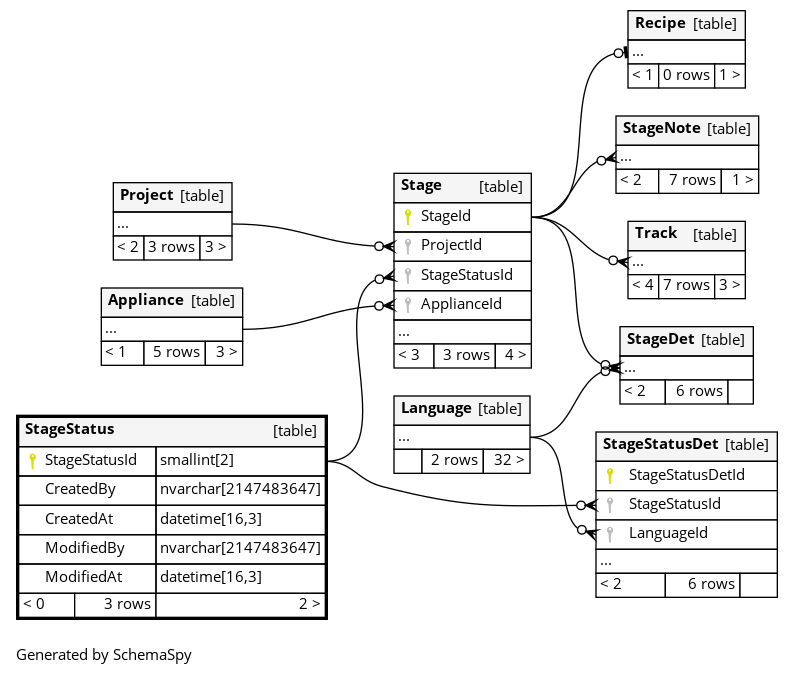 Recipe [table]
...
< 1 0 rows 1 >
StageNote [table]
...
< 2 7 rows 1 >
Project [table]
...
< 2 3 rows 3 >
Stage [table]
StageId
ProjectId
StageStatusId
ApplianceId
...
< 3 3 rows 4 >
Track [table]
...
< 4 7 rows 3 >
Appliance [table]
...
< 1 5 rows 3 >
StageDet [table]
...
< 2 6 rows
Language [table]
...
2 rows 32 >
StageStatus [table]
StageStatusId smallint[2]
CreatedBy nvarchar[2147483647]
CreatedAt datetime[16,3]
ModifiedBy nvarchar[2147483647]
ModifiedAt datetime[16,3]
< 0 3 rows 2 >
StageStatusDet [table]
StageStatusDetId
StageStatusId
LanguageId
...
< 2 6 rows
Generated by SchemaSpy